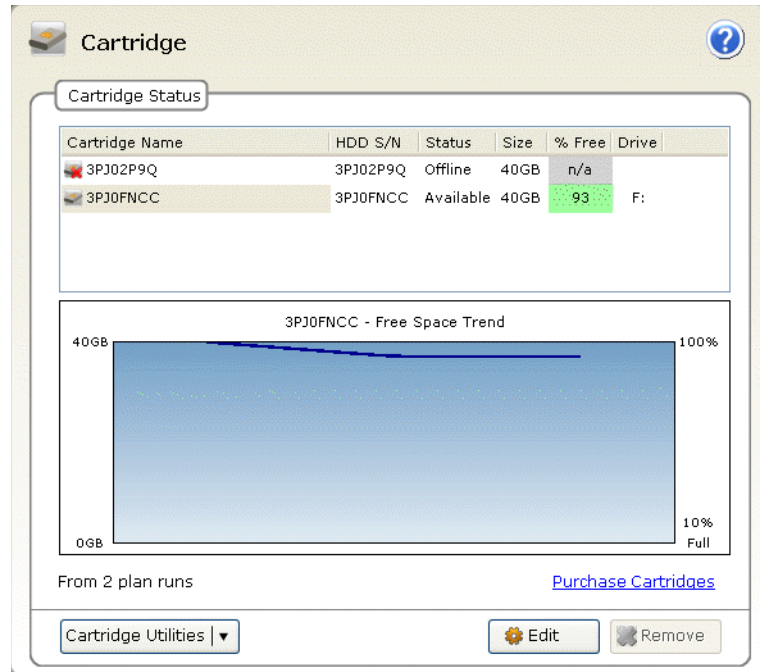 Cartridge
?
Cartridge Status
Cartridge Name HDD S/N Status Size % Free Drive
3PJ02P9Q 3PJ02P9Q Offline 40GB n/a
3PJ0FNCC 3PJ0FNCC Available 40GB 93 F:
3PJ0FNCC - Free Space Trend
40GB 100%
10%
0GB Full
From 2 plan runs Purchase Cartridges
Cartridge Utilities Edit Remove